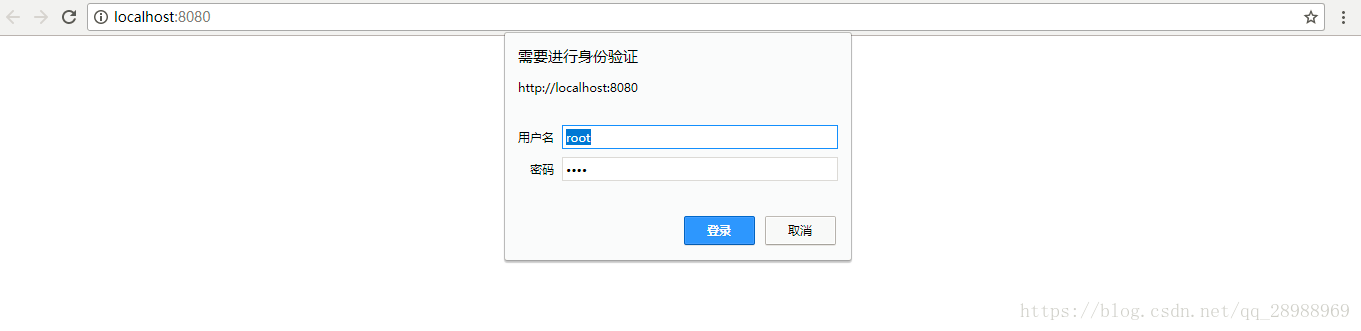 localhost:8080
需要进行身份验证
http://localhost:8080
用户名 root
密码 ••••
登录 取消
https://blog.csdn.net/qq_28988969